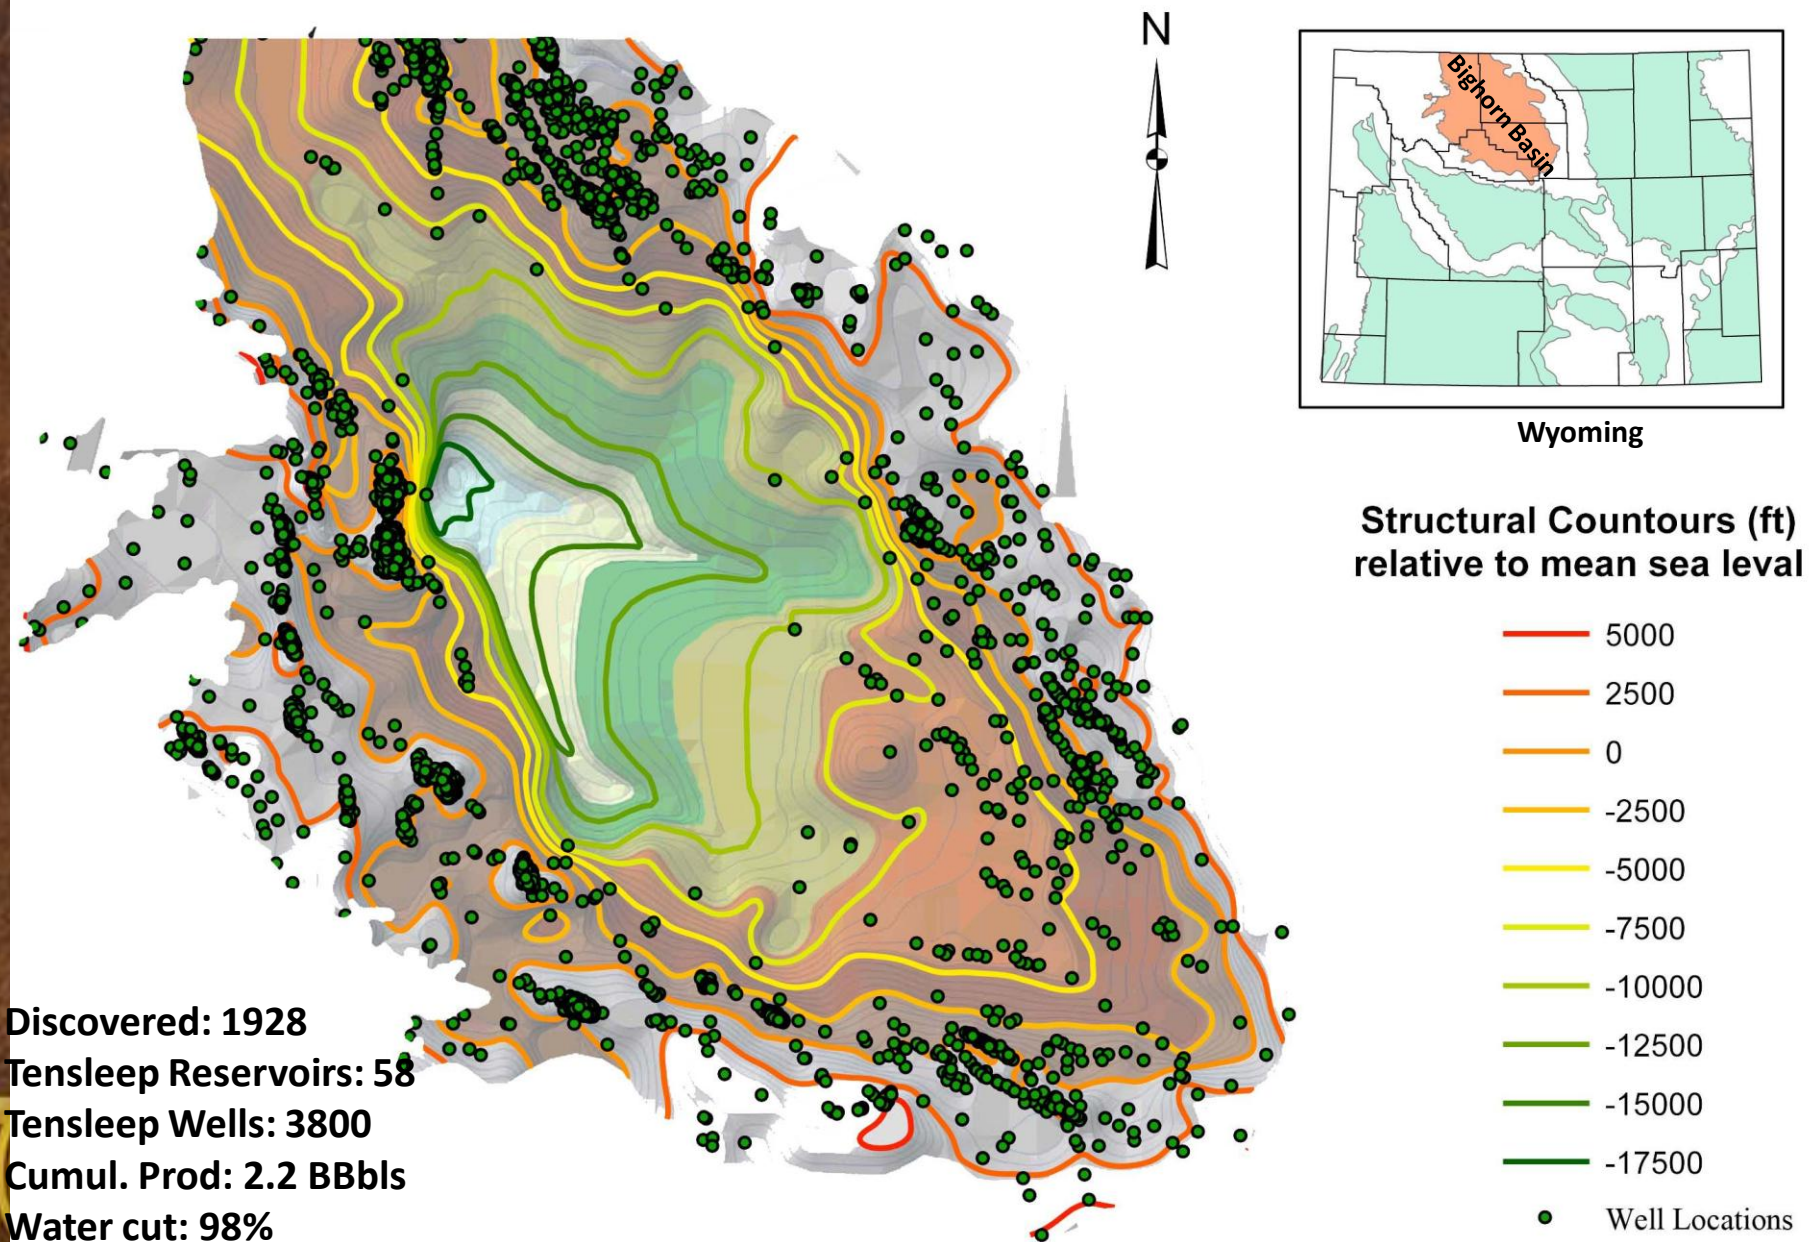 N
Bighorn Basin
Wyoming
Structural Countours (ft)
relative to mean sea leval
5000
2500
0
-2500
-5000
-7500
-10000
-12500
-15000
-17500
Well Locations
Discovered: 1928
Tensleep Reservoirs: 58
Tensleep Wells: 3800
Cumul. Prod: 2.2 BBbls
Water cut: 98%